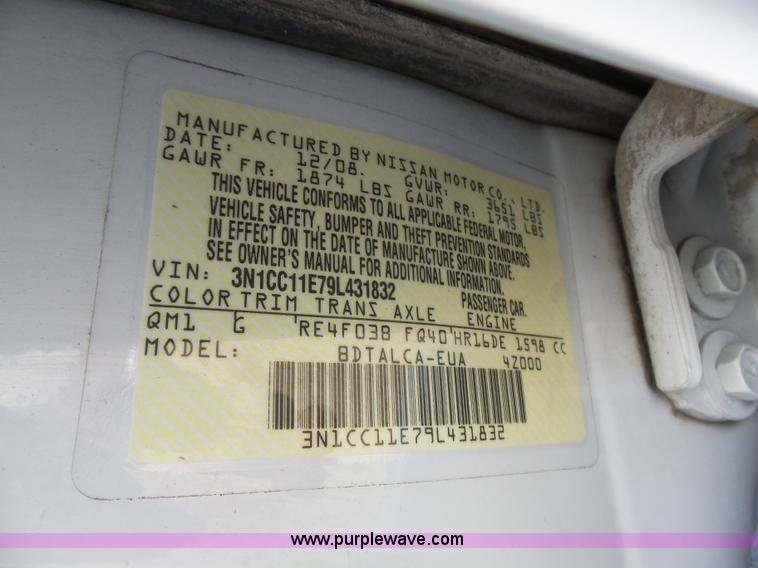 MANUFACTURED BY NISSAN MOTOR CO., LTD.
DATE: 12/08. GVWR: 3651 LBS
GAWR FR: 1874 LBS GAWR RR: 1795 LBS
THIS VEHICLE CONFORMS TO ALL APPLICABLE FEDERAL MOTOR
VEHICLE SAFETY, BUMPER AND THEFT PREVENTION STANDARDS
IN EFFECT ON THE DATE OF MANUFACTURE SHOWN ABOVE.
SEE OWNER'S MANUAL FOR ADDITIONAL INFORMATION.
VIN: 3N1CC11E79L431832 PASSENGER CAR.
COLOR TRIM TRANS AXLE ENGINE
QM1 G RE4F03B FQ40 HR16DE 1598 CC
MODEL: BDTALCA-EUA 4Z000
3N1CC11E79L431832
www.purplewave.com